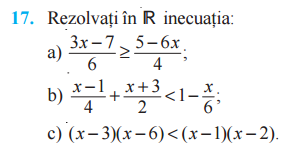 17. Rezolvați în ℝ inecuația:
a) (3x – 7)/6 ≥ (5 – 6x)/4;
b) (x – 1)/4 + (x + 3)/2 < 1 – x/6;
c) (x – 3)(x – 6) < (x – 1)(x – 2).